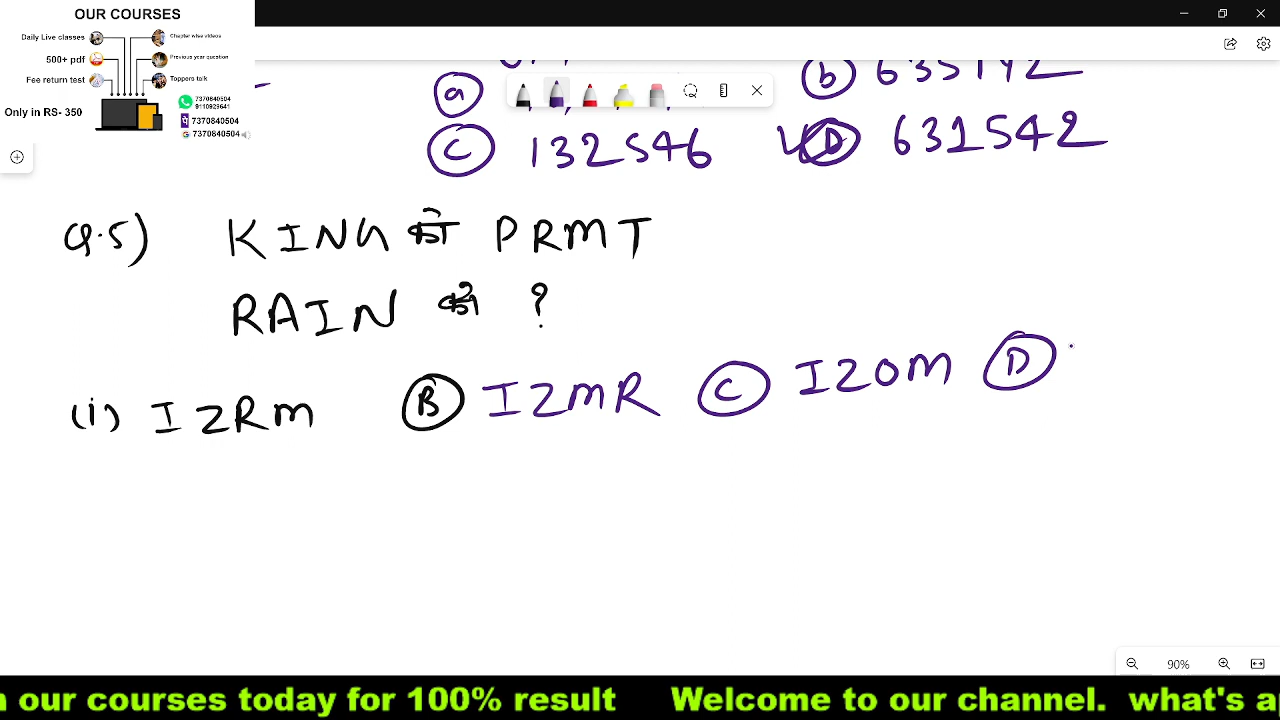 OUR COURSES
Daily Live classes
Chapter wise videos
500+ pdf
Previous year question
Fee return test
Toppers talk
Only in RS- 350
7370840504
9110929641
7370840504
7370840504
a
b 635142
C 132546
D 631542
Q.5) KING को PRMT
RAIN को ?
(i) IZRM B IZMR C IZOM D
90%
n our courses today for 100% result Welcome to our channel. what's a